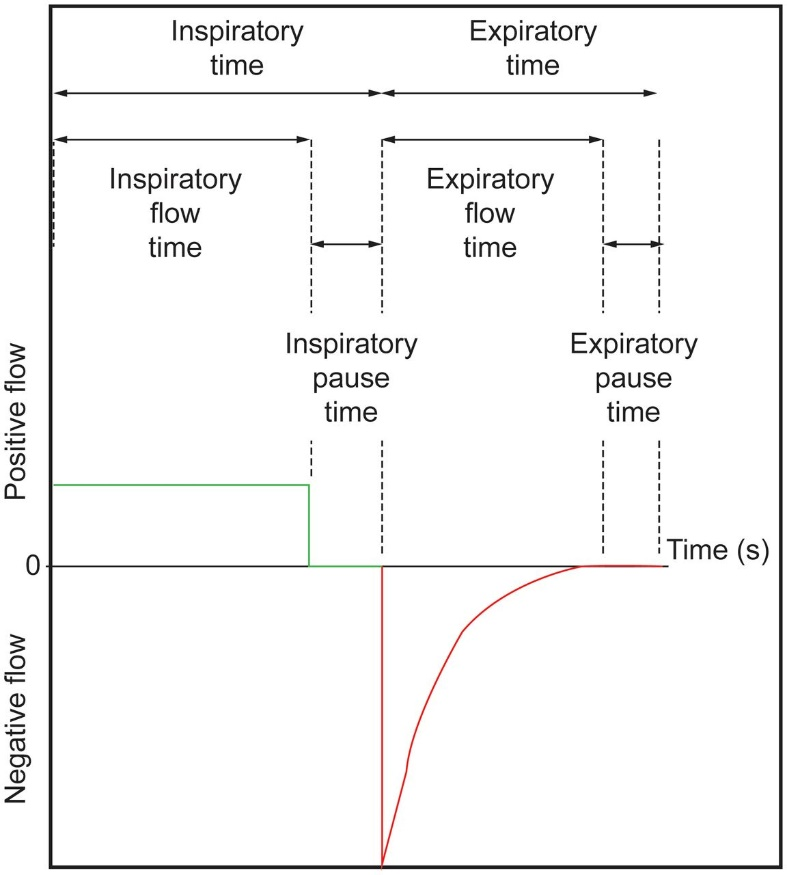 Inspiratory
time
Expiratory
time
Inspiratory
flow
time
Expiratory
flow
time
Inspiratory
pause
time
Expiratory
pause
time
Positive flow
0
Time (s)
Negative flow